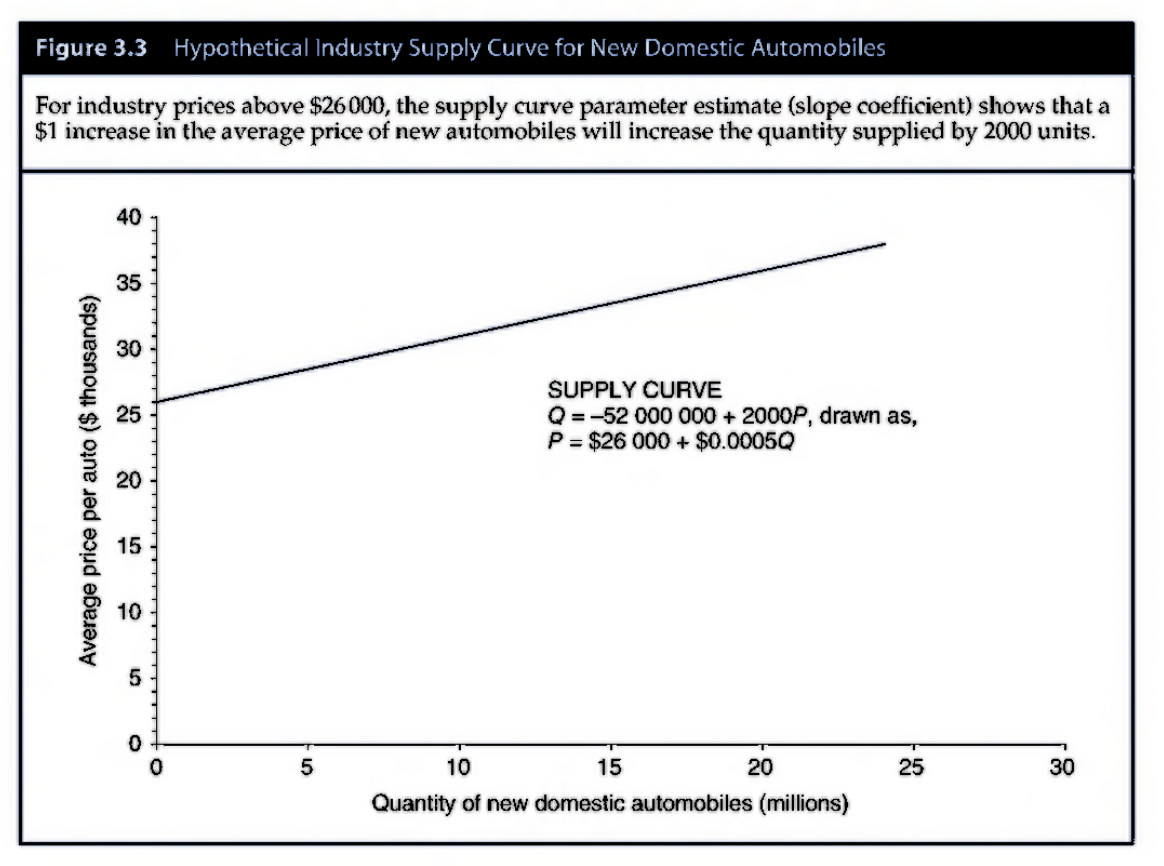 Figure 3.3 Hypothetical Industry Supply Curve for New Domestic Automobiles
For industry prices above $26000, the supply curve parameter estimate (slope coefficient) shows that a
$1 increase in the average price of new automobiles will increase the quantity supplied by 2000 units.
40
35
30
25
20
15
10
5
0
Average price per auto ($ thousands)
SUPPLY CURVE
Q = –52 000 000 + 2000P, drawn as,
P = $26 000 + $0.0005Q
0 5 10 15 20 25 30
Quantity of new domestic automobiles (millions)